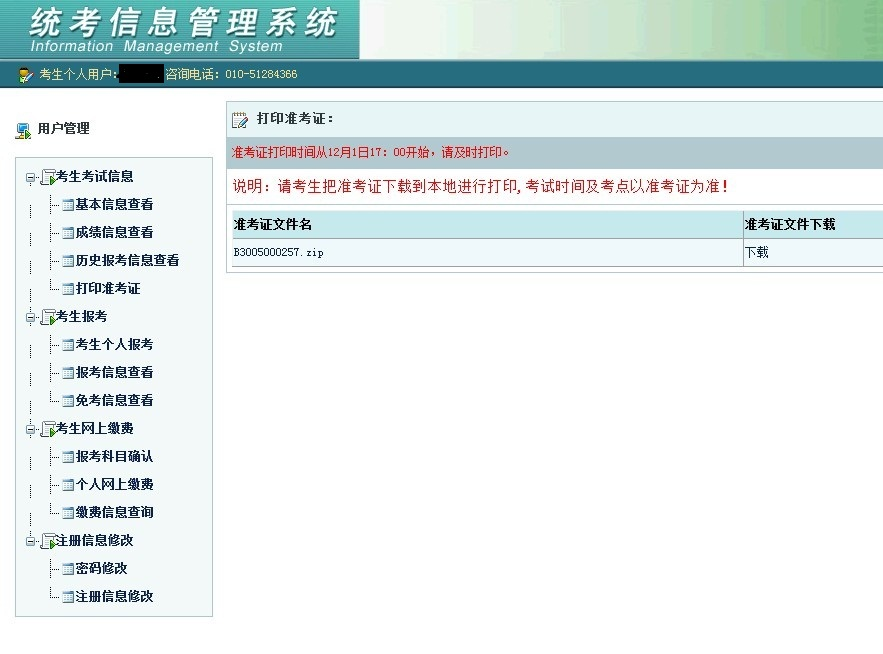 统考信息管理系统
Information Management System
考生个人用户: 咨询电话: 010-51284366
用户管理
考生考试信息
基本信息查看
成绩信息查看
历史报考信息查看
打印准考证
考生报考
考生个人报考
报考信息查看
免考信息查看
考生网上缴费
报考科目确认
个人网上缴费
缴费信息查询
注册信息修改
密码修改
注册信息修改
打印准考证:
准考证打印时间从12月1日17: 00开始，请及时打印。
说明: 请考生把准考证下载到本地进行打印, 考试时间及考点以准考证为准!
准考证文件名 准考证文件下载
B3005000257.zip 下载